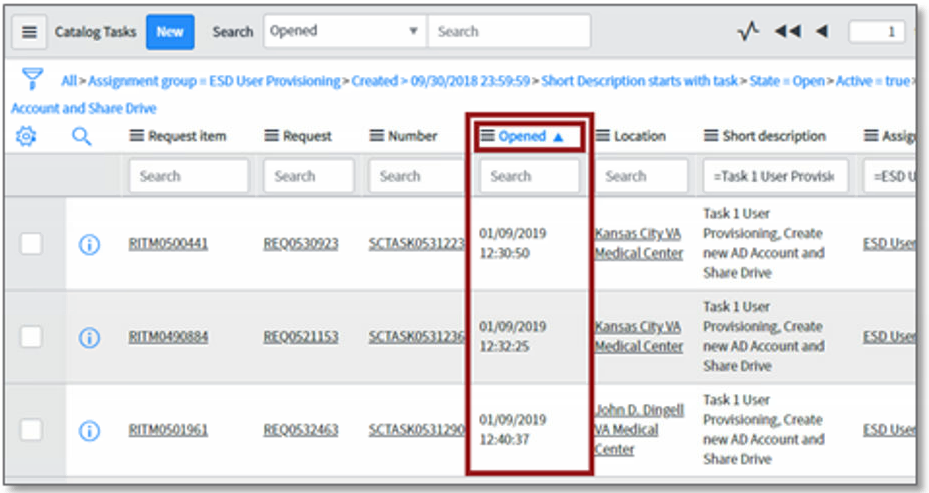 Catalog Tasks New Search Opened Search 1
All > Assignment group = ESD User Provisioning > Created > 09/30/2018 23:59:59 > Short Description starts with task > State = Open > Active = true >
Account and Share Drive
Request item Request Number Opened Location Short description
Search Search Search Search Search =Task 1 User Provisi =ESD U
RITM0500441 REQ0530923 SCTASK0531223 01/09/2019 12:30:50 Kansas City VA Medical Center Task 1 User Provisioning, Create new AD Account and Share Drive ESD User
RITM0490884 REQ0521153 SCTASK0531236 01/09/2019 12:32:25 Kansas City VA Medical Center Task 1 User Provisioning, Create new AD Account and Share Drive ESD User
RITM0501961 REQ0532463 SCTASK0531290 01/09/2019 12:40:37 John D. Dingell VA Medical Center Task 1 User Provisioning, Create new AD Account and Share Drive ESD User